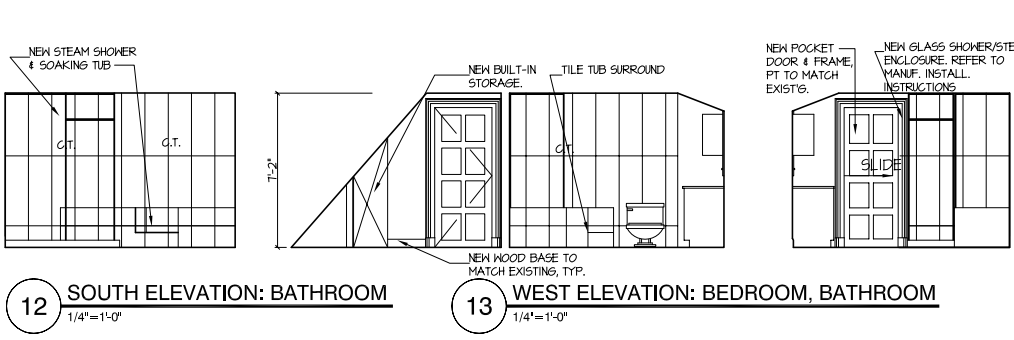 NEW STEAM SHOWER
& SOAKING TUB
C.T.
C.T.
7'-2"
NEW BUILT-IN
STORAGE.
TILE TUB SURROUND
C.T.
NEW WOOD BASE TO
MATCH EXISTING, TYP.
NEW POCKET
DOOR & FRAME,
PT TO MATCH
EXIST'G.
NEW GLASS SHOWER/STE
ENCLOSURE. REFER TO
MANUF. INSTALL.
INSTRUCTIONS
SLIDE
12
SOUTH ELEVATION: BATHROOM
1/4"=1'-0"
13
WEST ELEVATION: BEDROOM, BATHROOM
1/4"=1'-0"